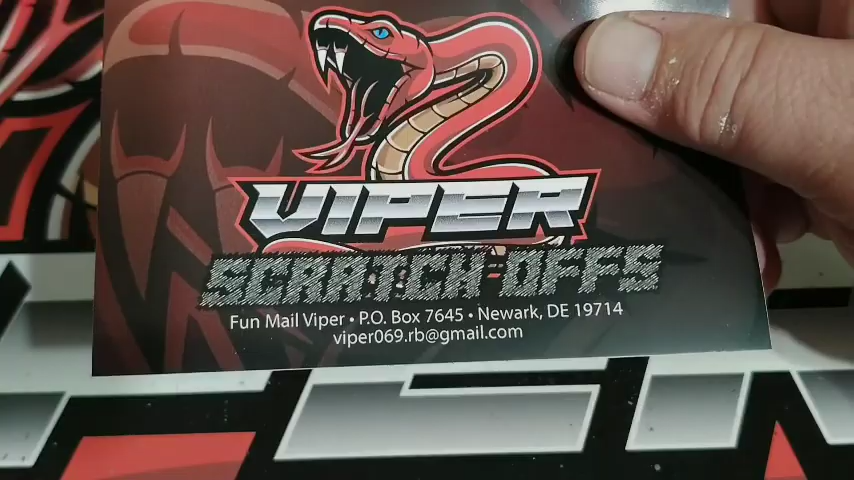 VIPER
SCRATCH-OFFS
Fun Mail Viper • P.O. Box 7645 • Newark, DE 19714
viper069.rb@gmail.com